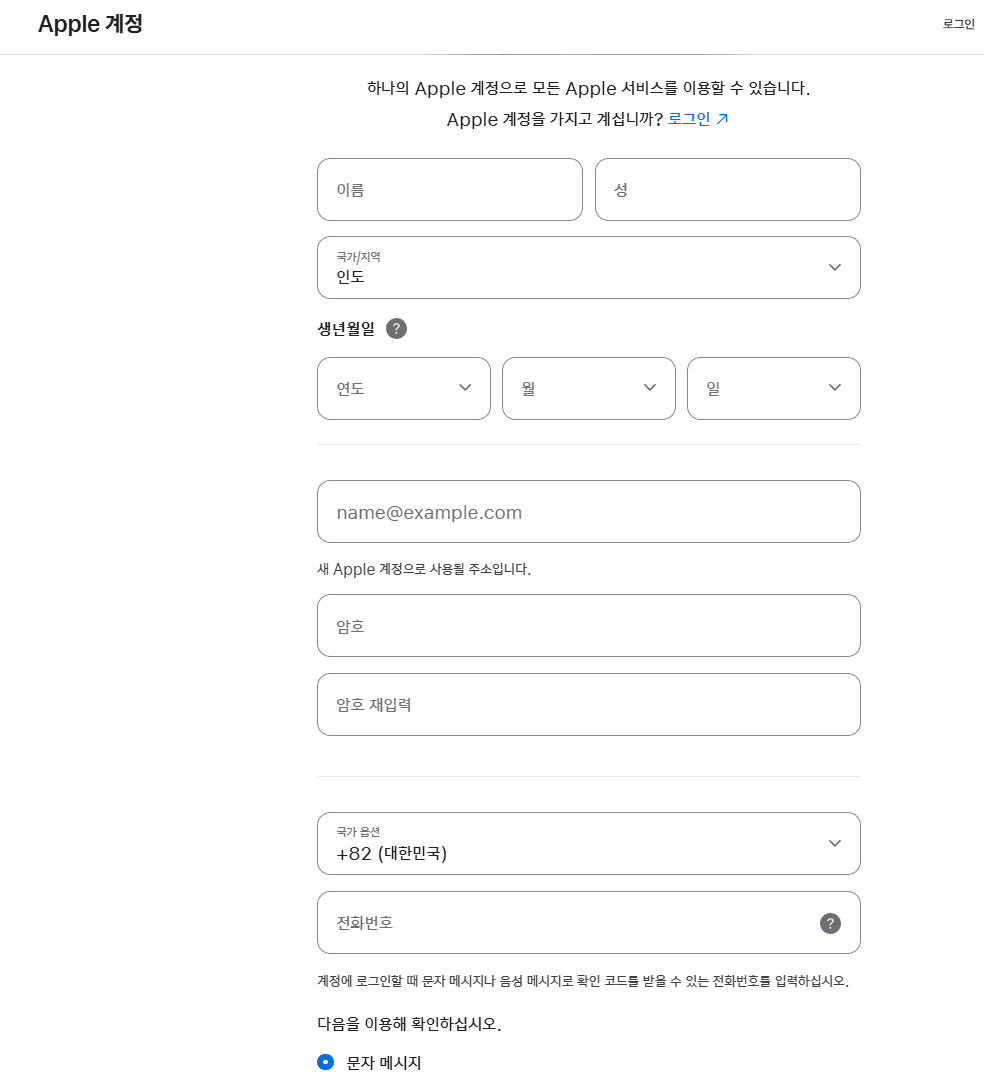 Apple 계정
로그인
하나의 Apple 계정으로 모든 Apple 서비스를 이용할 수 있습니다.
Apple 계정을 가지고 계십니까? 로그인 ↗
이름
성
국가/지역
인도
생년월일 ?
연도
월
일
name@example.com
새 Apple 계정으로 사용될 주소입니다.
암호
암호 재입력
국가 옵션
+82 (대한민국)
전화번호 ?
계정에 로그인할 때 문자 메시지나 음성 메시지로 확인 코드를 받을 수 있는 전화번호를 입력하십시오.
다음을 이용해 확인하십시오.
문자 메시지